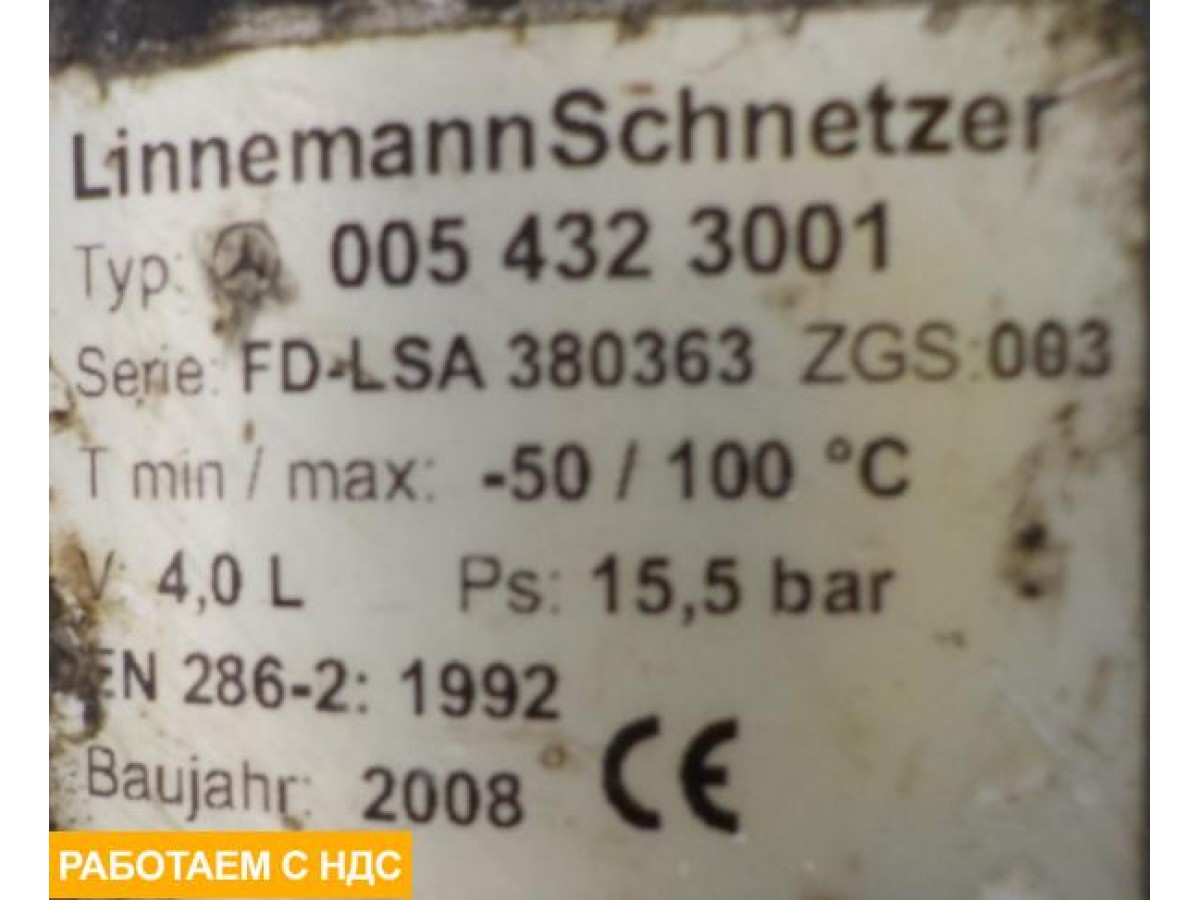 LinnemannSchnetzer
Typ: 005 432 3001
Serie: FD-LSA 380363 ZGS:003
T min / max: -50 / 100 °C
V: 4,0 L Ps: 15,5 bar
EN 286-2: 1992
Baujahr: 2008 CE
РАБОТАЕМ С НДС